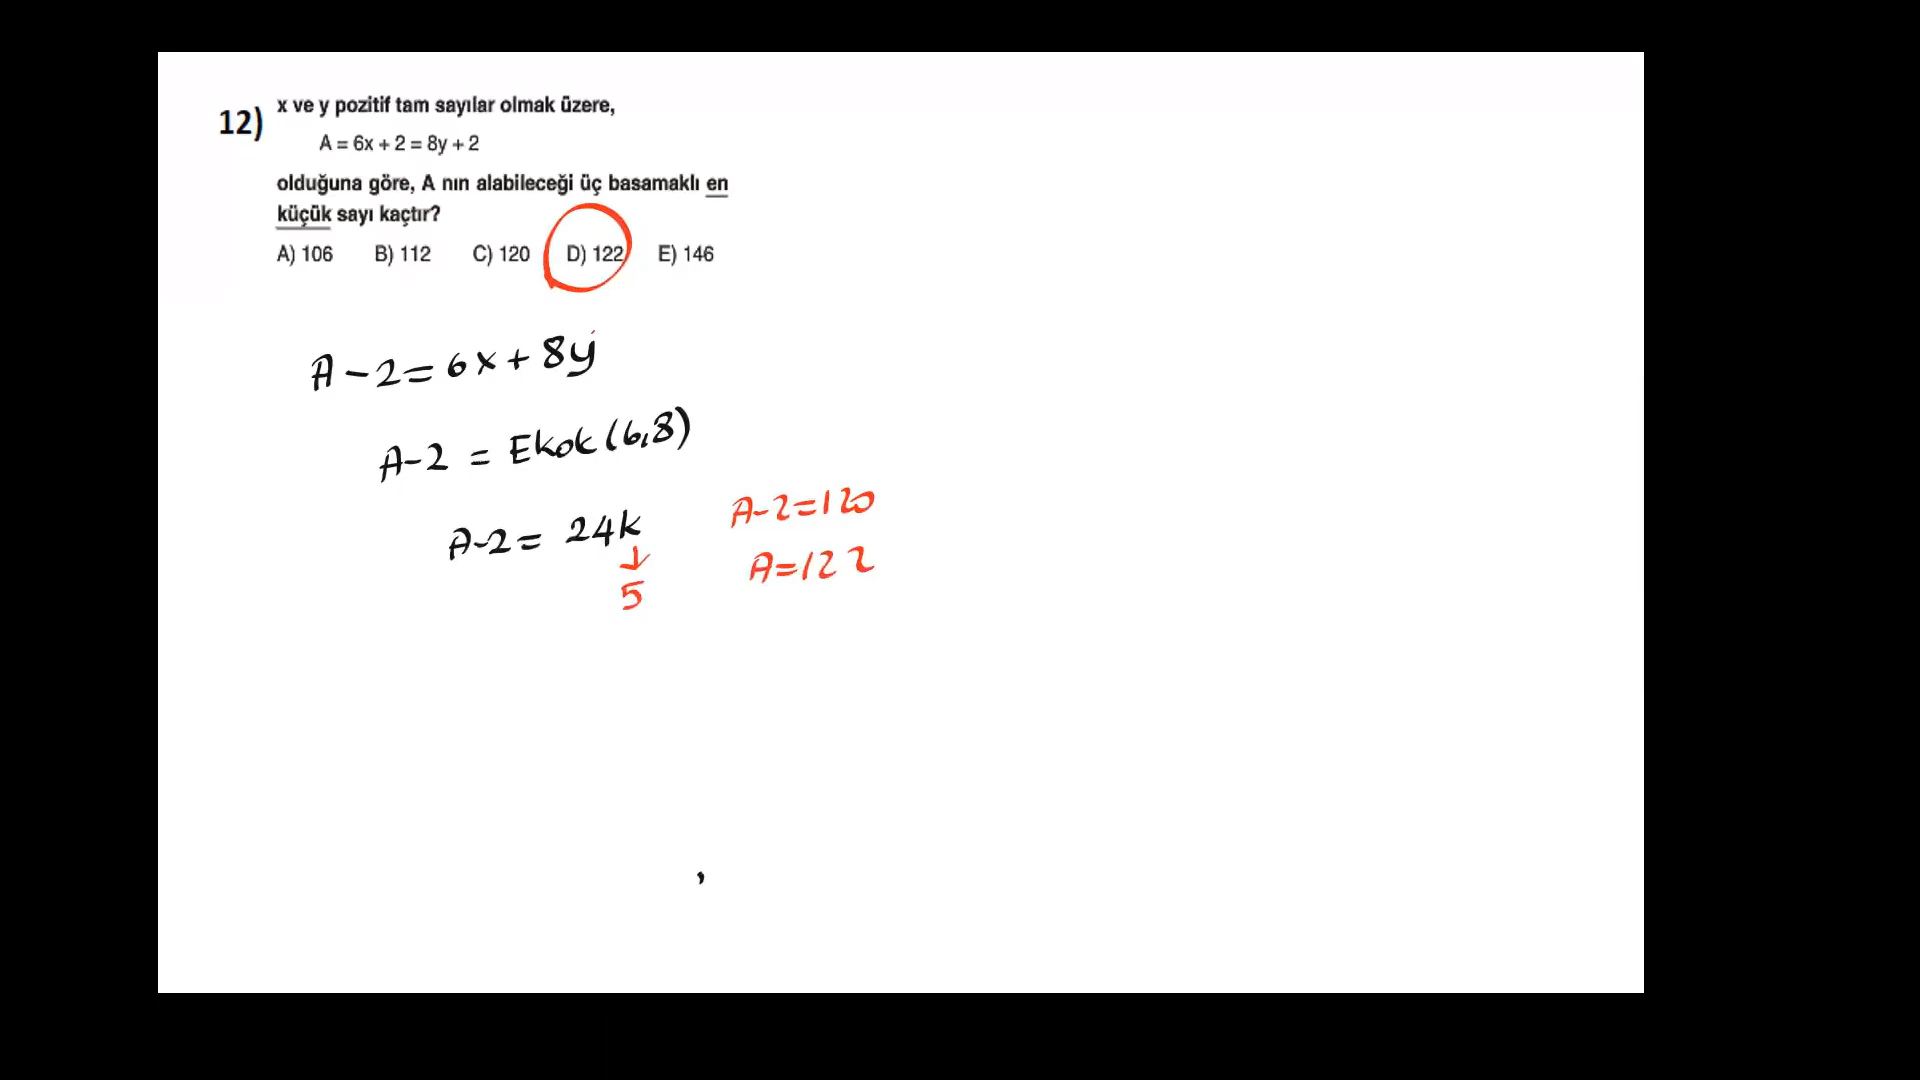 12) x ve y pozitif tam sayılar olmak üzere,
A = 6x + 2 = 8y + 2
olduğuna göre, A nın alabileceği üç basamaklı en
küçük sayı kaçtır?
A) 106 B) 112 C) 120 D) 122 E) 146
A-2=6x+8y
A-2 = Ekok(6,8)
A-2= 24k
5
A-2=120
A=122